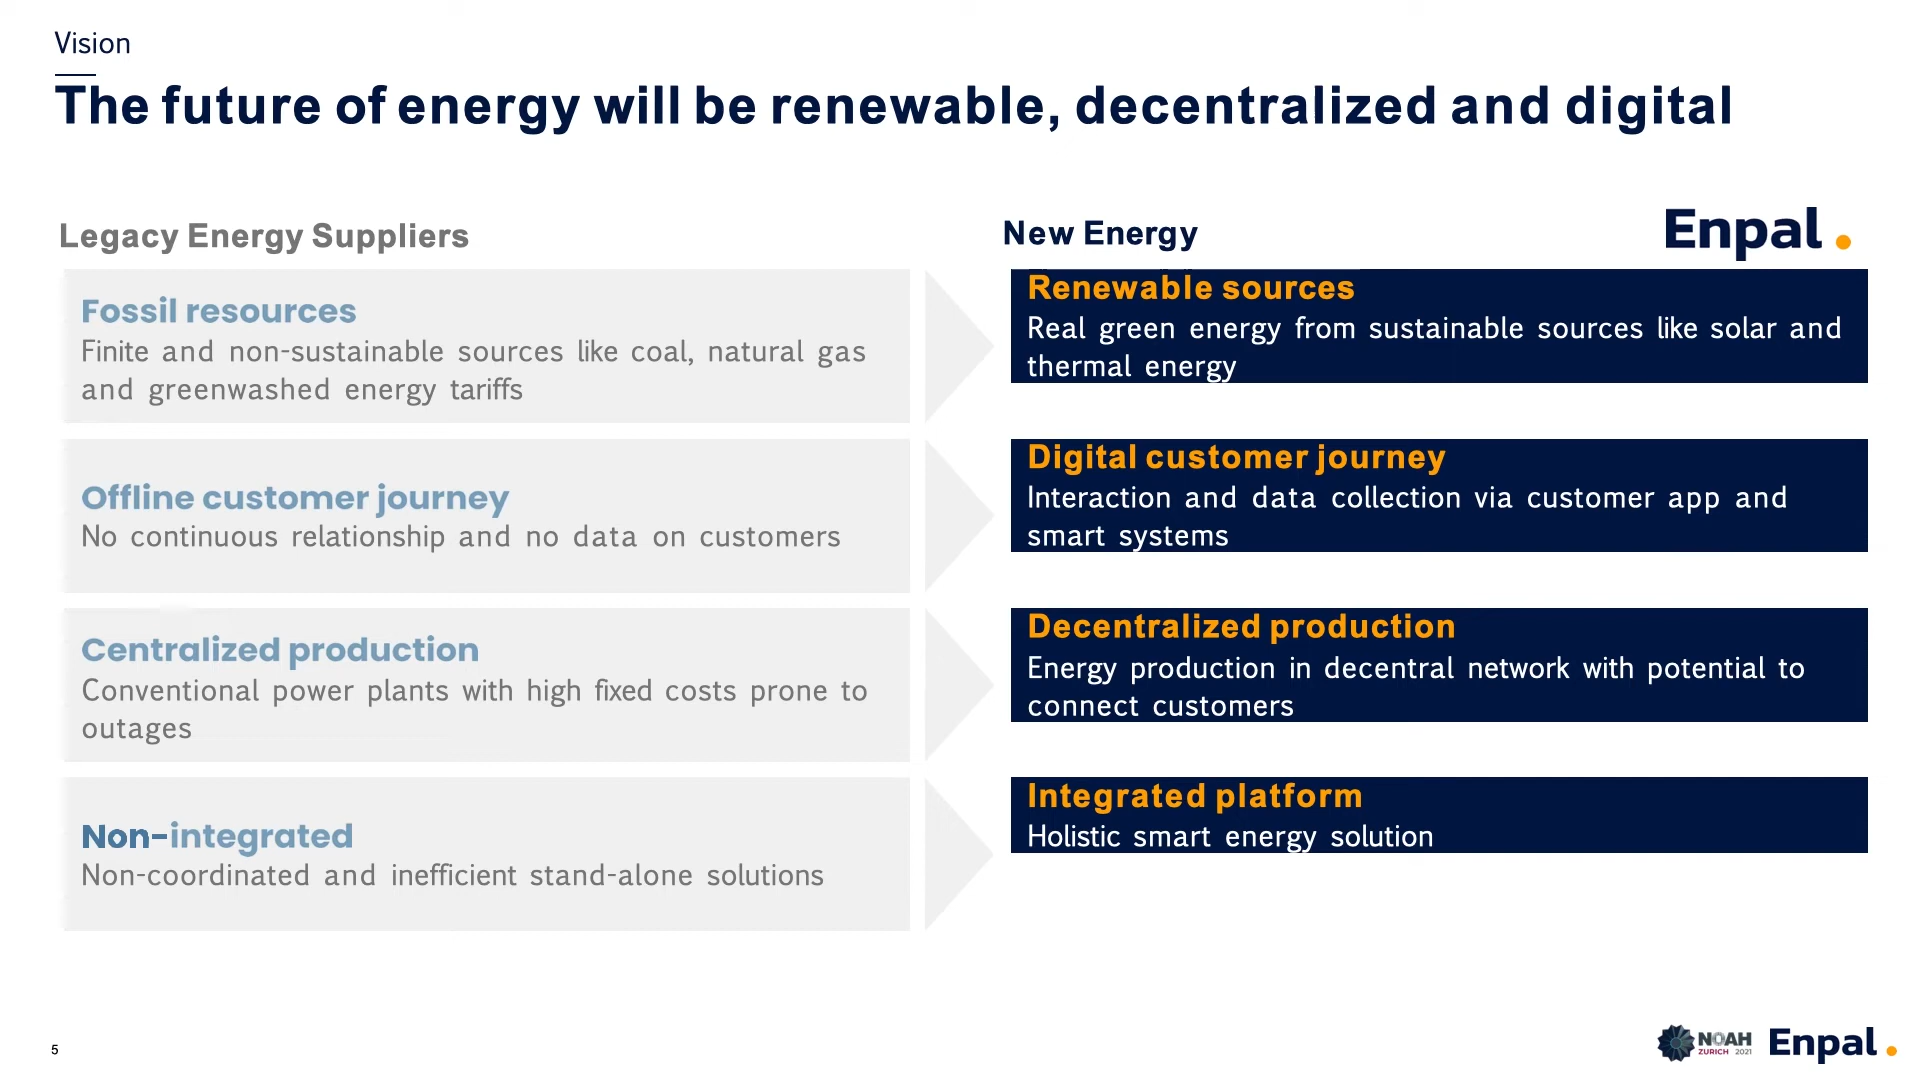 Vision
The future of energy will be renewable, decentralized and digital
Legacy Energy Suppliers
New Energy
Enpal.
Fossil resources
Finite and non-sustainable sources like coal, natural gas
and greenwashed energy tariffs
Renewable sources
Real green energy from sustainable sources like solar and
thermal energy
Offline customer journey
No continuous relationship and no data on customers
Digital customer journey
Interaction and data collection via customer app and
smart systems
Centralized production
Conventional power plants with high fixed costs prone to
outages
Decentralized production
Energy production in decentral network with potential to
connect customers
Non-integrated
Non-coordinated and inefficient stand-alone solutions
Integrated platform
Holistic smart energy solution
5
NOAH
ZURICH 2021
Enpal.